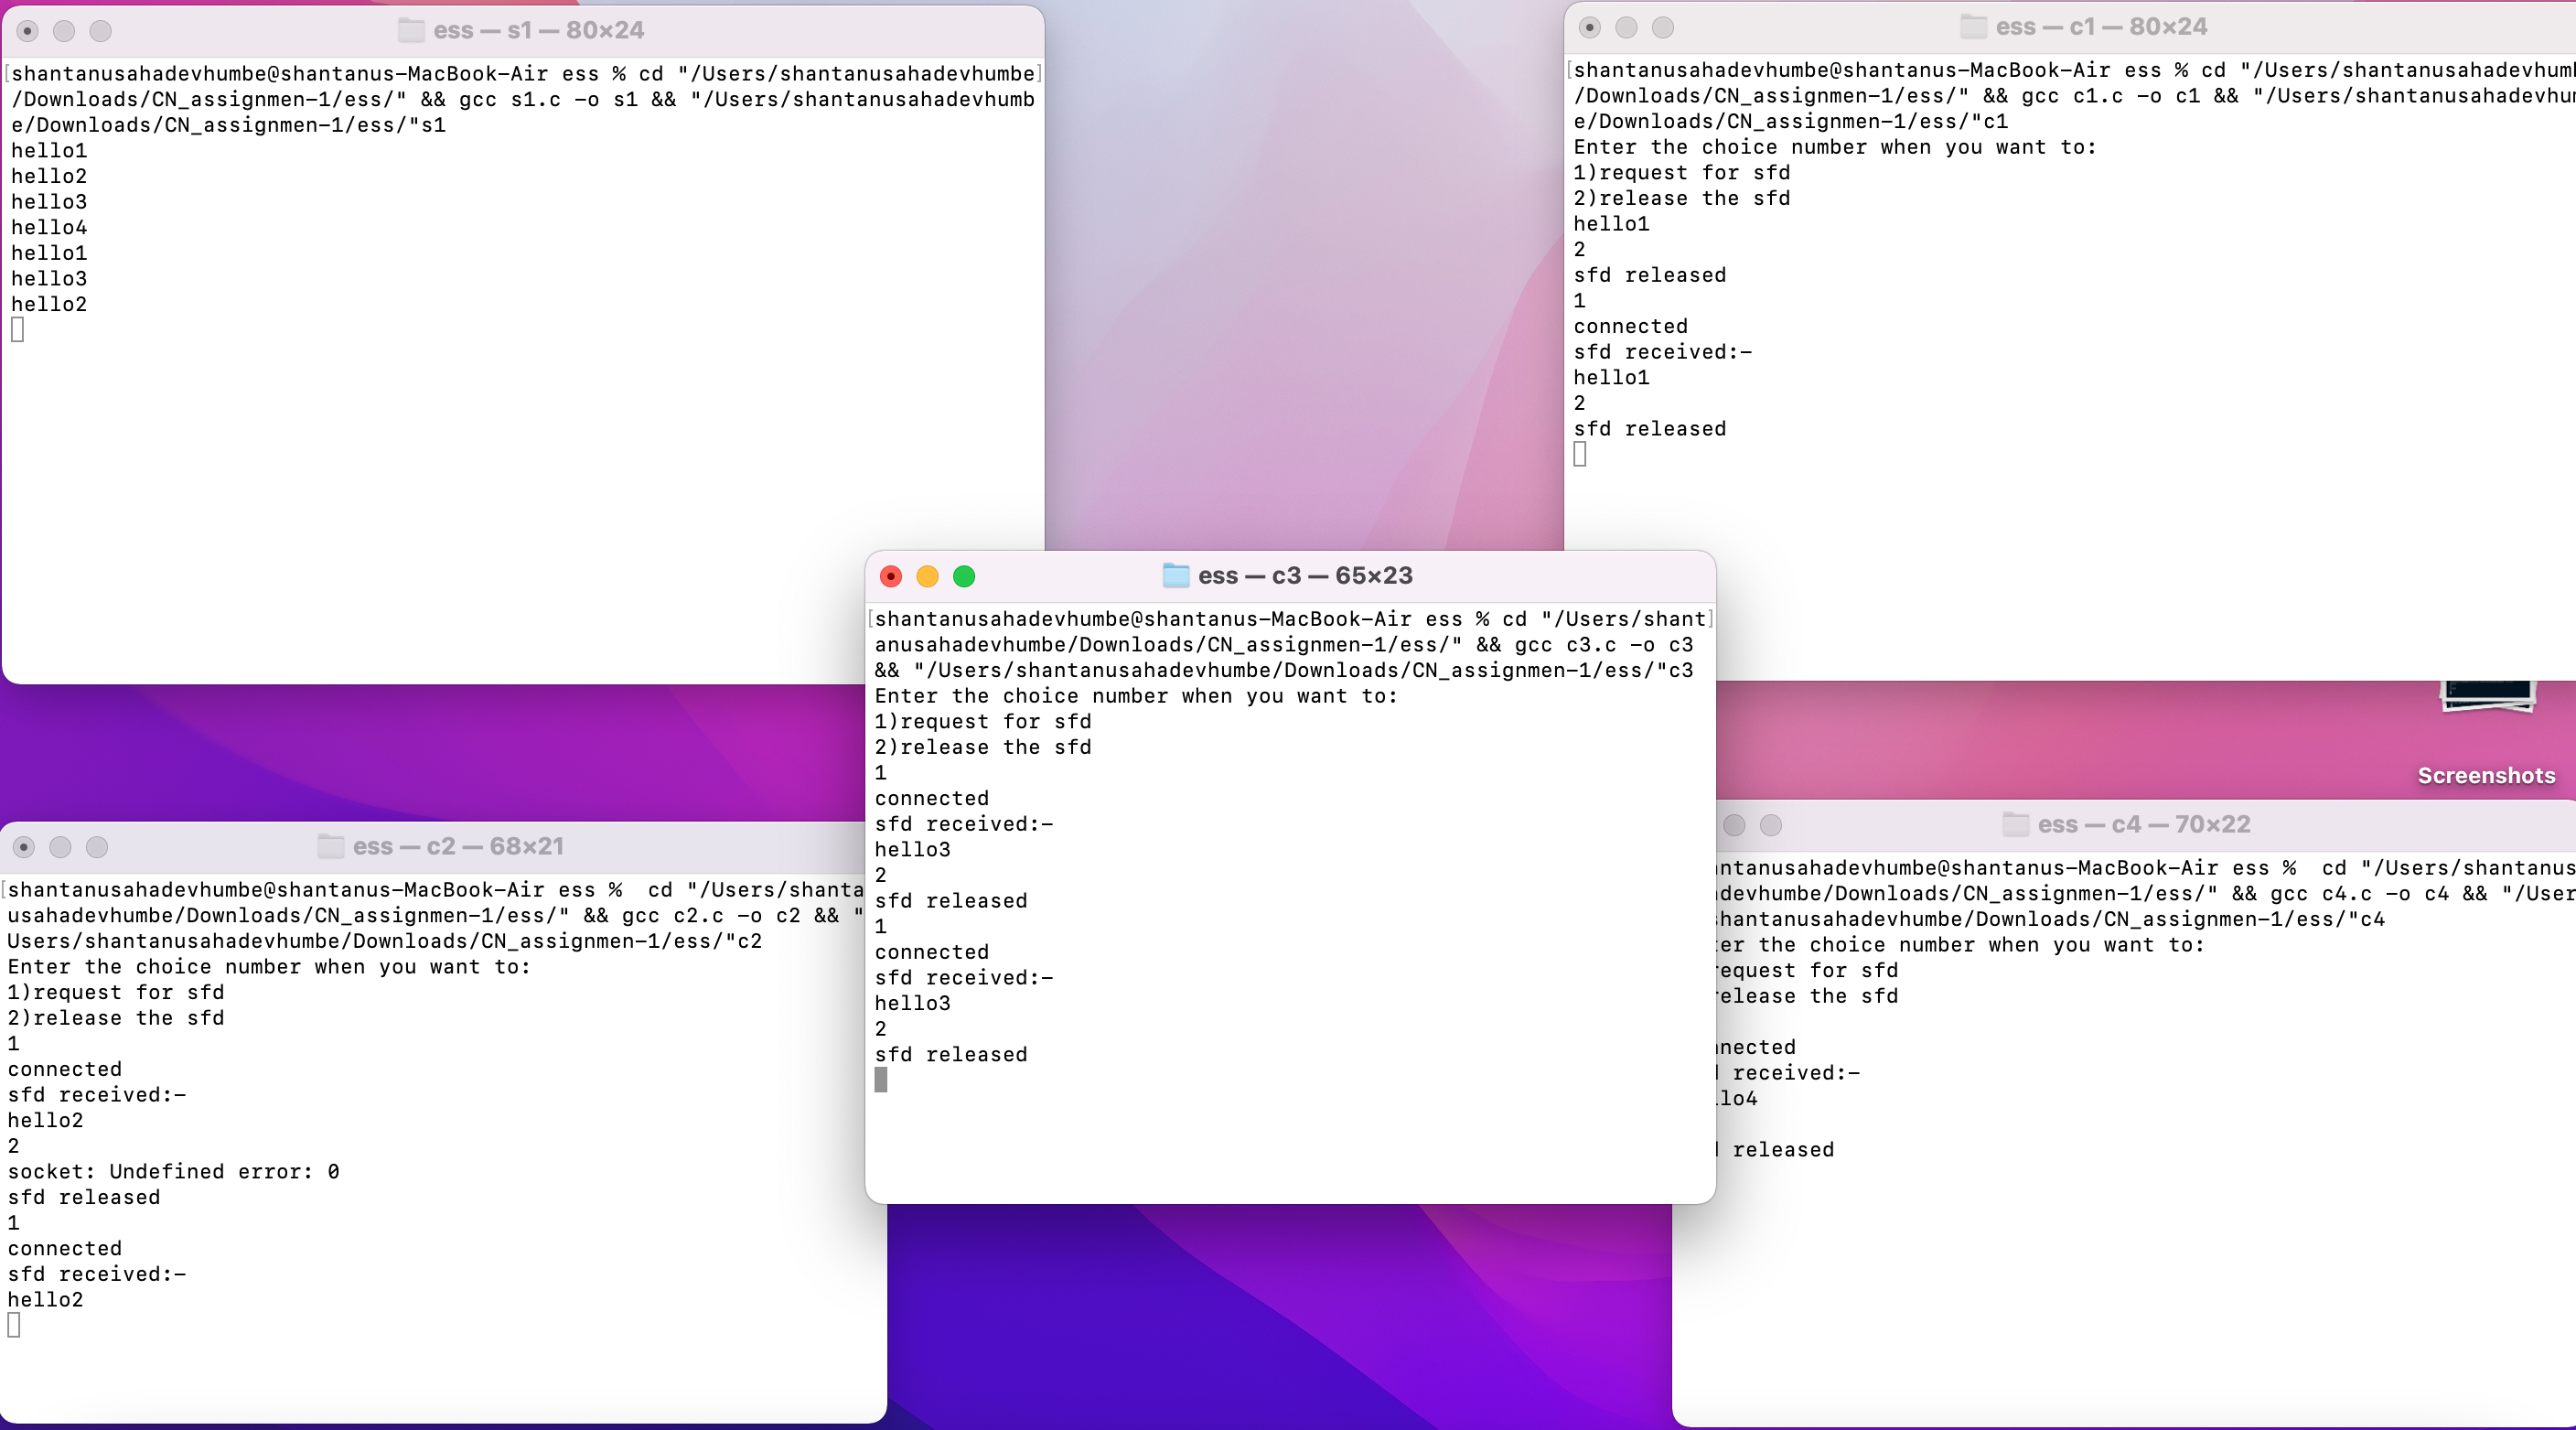 ess — s1 — 80×24
shantanusahadevhumbe@shantanus-MacBook-Air ess % cd "/Users/shantanusahadevhumbe
/Downloads/CN_assignmen-1/ess/" && gcc s1.c -o s1 && "/Users/shantanusahadevhumb
e/Downloads/CN_assignmen-1/ess/"s1
hello1
hello2
hello3
hello4
hello1
hello3
hello2
ess — c1 — 80×24
shantanusahadevhumbe@shantanus-MacBook-Air ess % cd "/Users/shantanusahadevhum
/Downloads/CN_assignmen-1/ess/" && gcc c1.c -o c1 && "/Users/shantanusahadevhu
e/Downloads/CN_assignmen-1/ess/"c1
Enter the choice number when you want to:
1)request for sfd
2)release the sfd
hello1
2
sfd released
1
connected
sfd received:-
hello1
2
sfd released
ess — c3 — 65×23
shantanusahadevhumbe@shantanus-MacBook-Air ess % cd "/Users/shant
anusahadevhumbe/Downloads/CN_assignmen-1/ess/" && gcc c3.c -o c3
&& "/Users/shantanusahadevhumbe/Downloads/CN_assignmen-1/ess/"c3
Enter the choice number when you want to:
1)request for sfd
2)release the sfd
1
connected
sfd received:-
hello3
2
sfd released
1
connected
sfd received:-
hello3
2
sfd released
Screenshots
ess — c2 — 68×21
shantanusahadevhumbe@shantanus-MacBook-Air ess %  cd "/Users/shanta
usahadevhumbe/Downloads/CN_assignmen-1/ess/" && gcc c2.c -o c2 && "
Users/shantanusahadevhumbe/Downloads/CN_assignmen-1/ess/"c2
Enter the choice number when you want to:
1)request for sfd
2)release the sfd
1
connected
sfd received:-
hello2
2
socket: Undefined error: 0
sfd released
1
connected
sfd received:-
hello2
ess — c4 — 70×22
ntanusahadevhumbe@shantanus-MacBook-Air ess %  cd "/Users/shantanus
devhumbe/Downloads/CN_assignmen-1/ess/" && gcc c4.c -o c4 && "/User
hantanusahadevhumbe/Downloads/CN_assignmen-1/ess/"c4
er the choice number when you want to:
equest for sfd
elease the sfd
nected
received:-
lo4
released